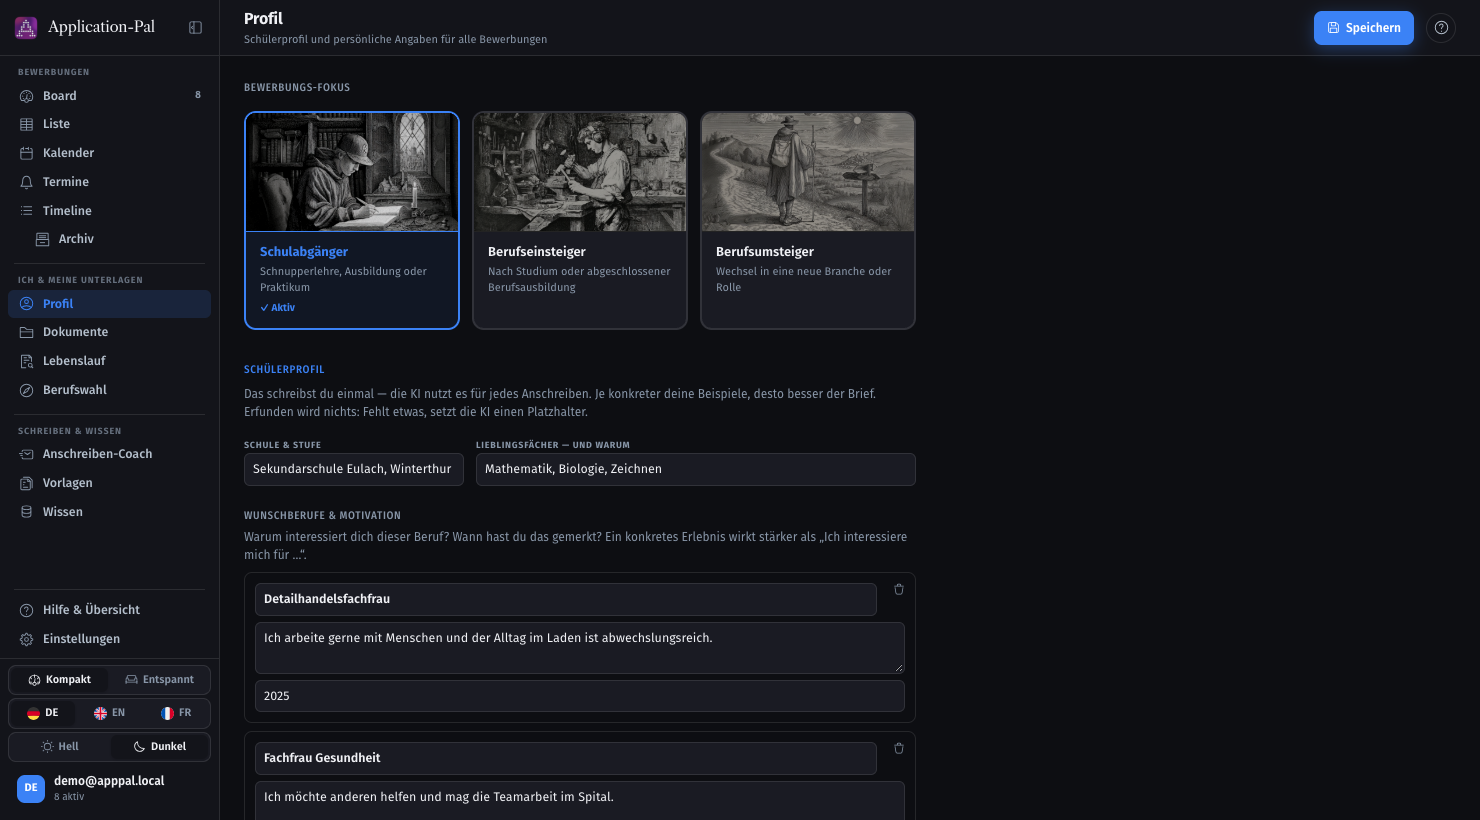 Application-Pal
BEWERBUNGEN
Board 8
Liste
Kalender
Termine
Timeline
Archiv
ICH & MEINE UNTERLAGEN
Profil
Dokumente
Lebenslauf
Berufswahl
SCHREIBEN & WISSEN
Anschreiben-Coach
Vorlagen
Wissen
Hilfe & Übersicht
Einstellungen
Kompakt Entspannt
DE EN FR
Hell Dunkel
DE
demo@apppal.local
8 aktiv
Profil
Schülerprofil und persönliche Angaben für alle Bewerbungen
Speichern
BEWERBUNGS-FOKUS
Schulabgänger
Schnupperlehre, Ausbildung oder
Praktikum
✓ Aktiv
Berufseinsteiger
Nach Studium oder abgeschlossener
Berufsausbildung
Berufsumsteiger
Wechsel in eine neue Branche oder
Rolle
SCHÜLERPROFIL
Das schreibst du einmal — die KI nutzt es für jedes Anschreiben. Je konkreter deine Beispiele, desto besser der Brief.
Erfunden wird nichts: Fehlt etwas, setzt die KI einen Platzhalter.
SCHULE & STUFE
Sekundarschule Eulach, Winterthur
LIEBLINGSFÄCHER — UND WARUM
Mathematik, Biologie, Zeichnen
WUNSCHBERUFE & MOTIVATION
Warum interessiert dich dieser Beruf? Wann hast du das gemerkt? Ein konkretes Erlebnis wirkt stärker als „Ich interessiere
mich für …“.
Detailhandelsfachfrau
Ich arbeite gerne mit Menschen und der Alltag im Laden ist abwechslungsreich.
2025
Fachfrau Gesundheit
Ich möchte anderen helfen und mag die Teamarbeit im Spital.